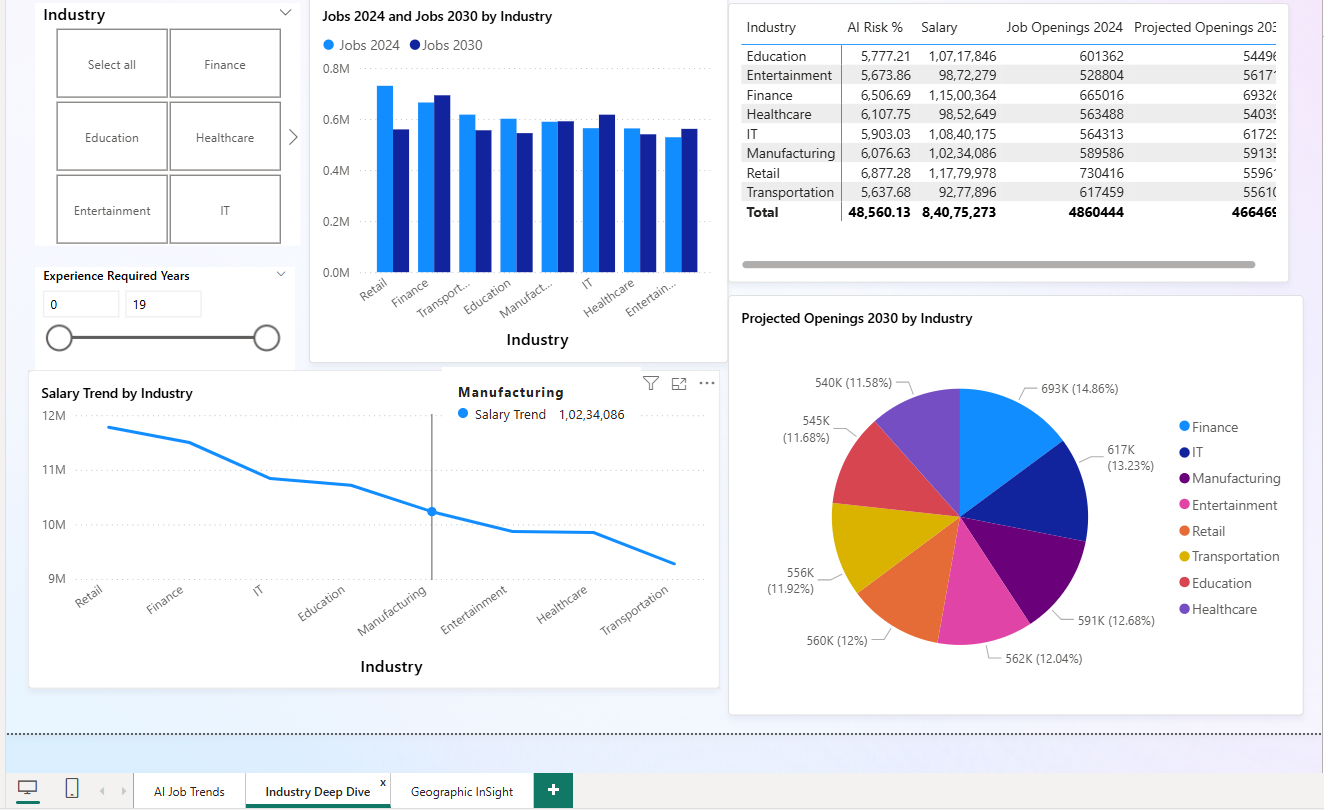 Industry
Select all
Finance
Education
Healthcare
Entertainment
IT
Experience Required Years
0
19
Jobs 2024 and Jobs 2030 by Industry
Jobs 2024
Jobs 2030
0.8M
0.6M
0.4M
0.2M
0.0M
Retail
Finance
Transport...
Education
Manufact...
IT
Healthcare
Entertain...
Industry
Industry AI Risk % Salary Job Openings 2024 Projected Openings 203
Education 5,777.21 1,07,17,846 601362 54496
Entertainment 5,673.86 98,72,279 528804 56171
Finance 6,506.69 1,15,00,364 665016 69326
Healthcare 6,107.75 98,52,649 563488 54039
IT 5,903.03 1,08,40,175 564313 61729
Manufacturing 6,076.63 1,02,34,086 589586 59135
Retail 6,877.28 1,17,79,978 730416 55961
Transportation 5,637.68 92,77,896 617459 55610
Total 48,560.13 8,40,75,273 4860444 466469
Salary Trend by Industry
Manufacturing
Salary Trend 1,02,34,086
12M
11M
10M
9M
Retail
Finance
IT
Education
Manufacturing
Entertainment
Healthcare
Transportation
Industry
Projected Openings 2030 by Industry
540K (11.58%)
693K (14.86%)
545K
(11.68%)
617K
(13.23%)
556K
(11.92%)
560K (12%)
591K (12.68%)
562K (12.04%)
Finance
IT
Manufacturing
Entertainment
Retail
Transportation
Education
Healthcare
AI Job Trends
Industry Deep Dive
x
Geographic InSight
+